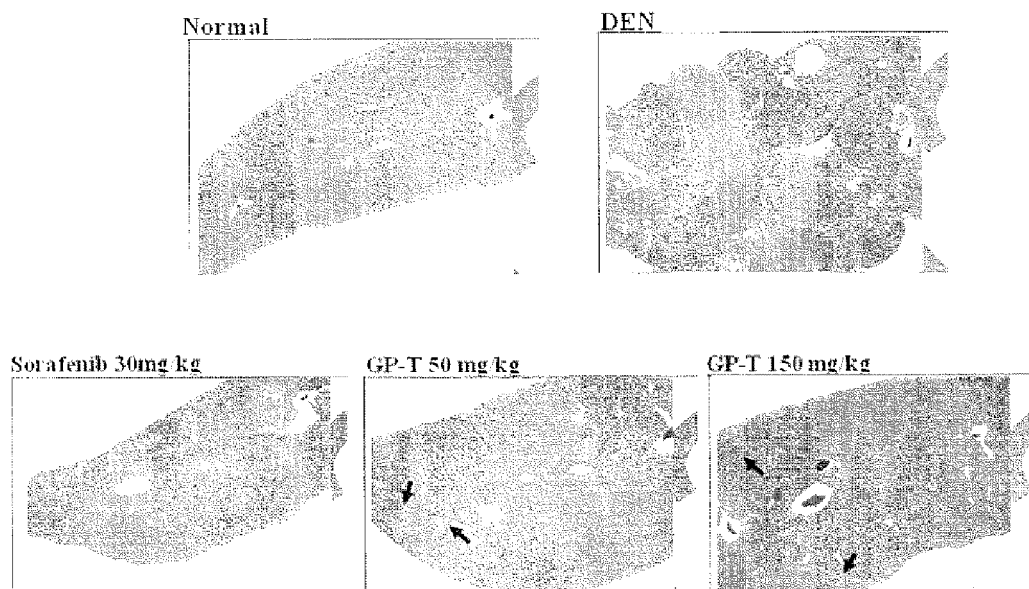 Normal
DEN
Sorafenib 30mg/kg
GP-T 50 mg/kg
GP-T 150 mg/kg